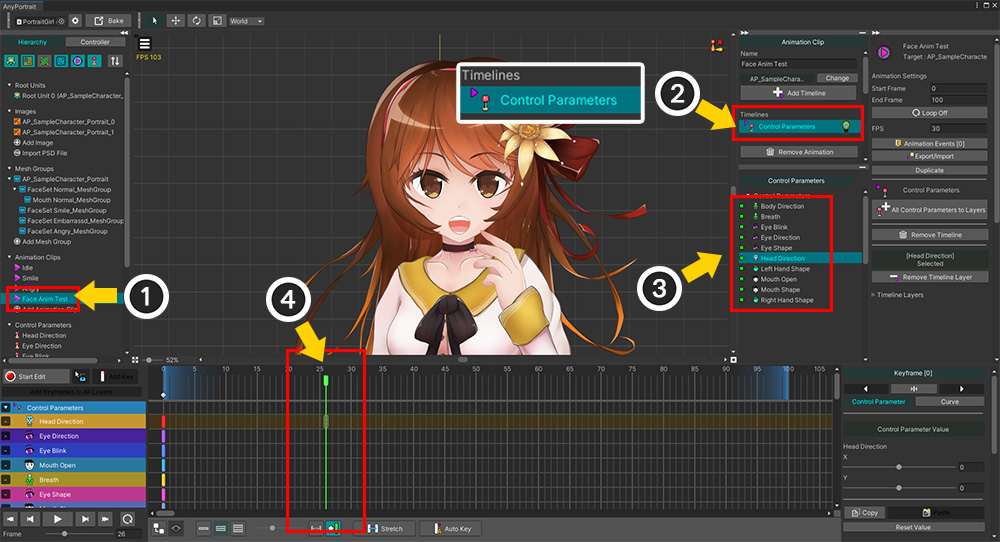 AnyPortrait
PortraitGirl
Bake
World
Hierarchy
Controller
FPS 103
Root Units
Root Unit 0 (AP_SampleCharacter_
Images
AP_SampleCharacter_Portrait_0
AP_SampleCharacter_Portrait_1
Add Image
Import PSD File
Mesh Groups
AP_SampleCharacter_Portrait
FaceSet Normal_MeshGroup
Mouth Normal_MeshGroup
FaceSet Smile_MeshGroup
FaceSet Embarrassd_MeshGroup
FaceSet Angry_MeshGroup
Add Mesh Group
Animation Clips
Idle
Smile
Angry
Face Anim Test
Control Parameters
Head Direction
Eye Direction
Eye Blink
1
Timelines
Control Parameters
2
3
4
52%
Animation Clip
Name
Face Anim Test
AP_SampleChara..
Change
Add Timeline
Timelines
Control Parameters
Remove Animation
Control Parameters
Control Parameters
Body Direction
Breath
Eye Blink
Eye Direction
Eye Shape
Head Direction
Left Hand Shape
Mouth Open
Mouth Shape
Right Hand Shape
Face Anim Test
Target : AP_SampleCharacter
Animation Settings
Start Frame
0
End Frame
100
Loop Off
FPS
30
Animation Events [0]
Export/Import
Duplicate
Control Parameters
All Control Parameters to Layers
Remove Timeline
[Head Direction]
Selected
Remove Timeline Layer
Timeline Layers
Start Edit
Add Key
Add Keyframes to All Layers
Control Parameters
Head Direction
Eye Direction
Eye Blink
Mouth Open
Breath
Eye Shape
Frame
26
0 5 10 15 20 25 30 35 40 45 50 55 60 65 70 75 80 85 90 95 100 105
Stretch
Auto Key
Keyframe [0]
Control Parameter
Curve
Control Parameter Value
Head Direction
X
0
Y
0
Copy
Paste
Reset Value